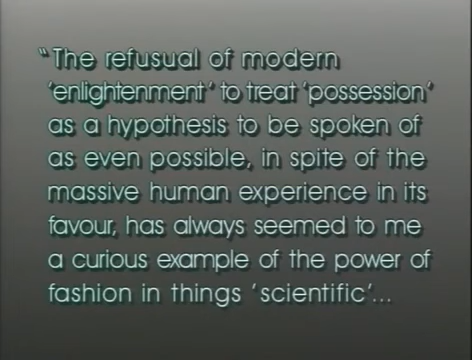 “The refusual of modern
‘enlightenment’ to treat ‘possession’
as a hypothesis to be spoken of
as even possible, in spite of the
massive human experience in its
favour, has always seemed to me
a curious example of the power of
fashion in things ‘scientific’...